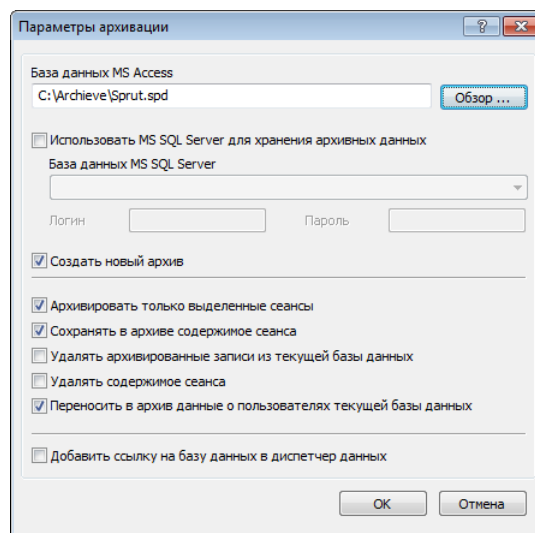 Параметры архивации
База данных MS Access
C:\Archieve\Sprut.spd
Обзор ...
Использовать MS SQL Server для хранения архивных данных
База данных MS SQL Server
Логин Пароль
Создать новый архив
Архивировать только выделенные сеансы
Сохранять в архиве содержимое сеанса
Удалять архивированные записи из текущей базы данных
Удалять содержимое сеанса
Переносить в архив данные о пользователях текущей базы данных
Добавить ссылку на базу данных в диспетчер данных
OK Отмена